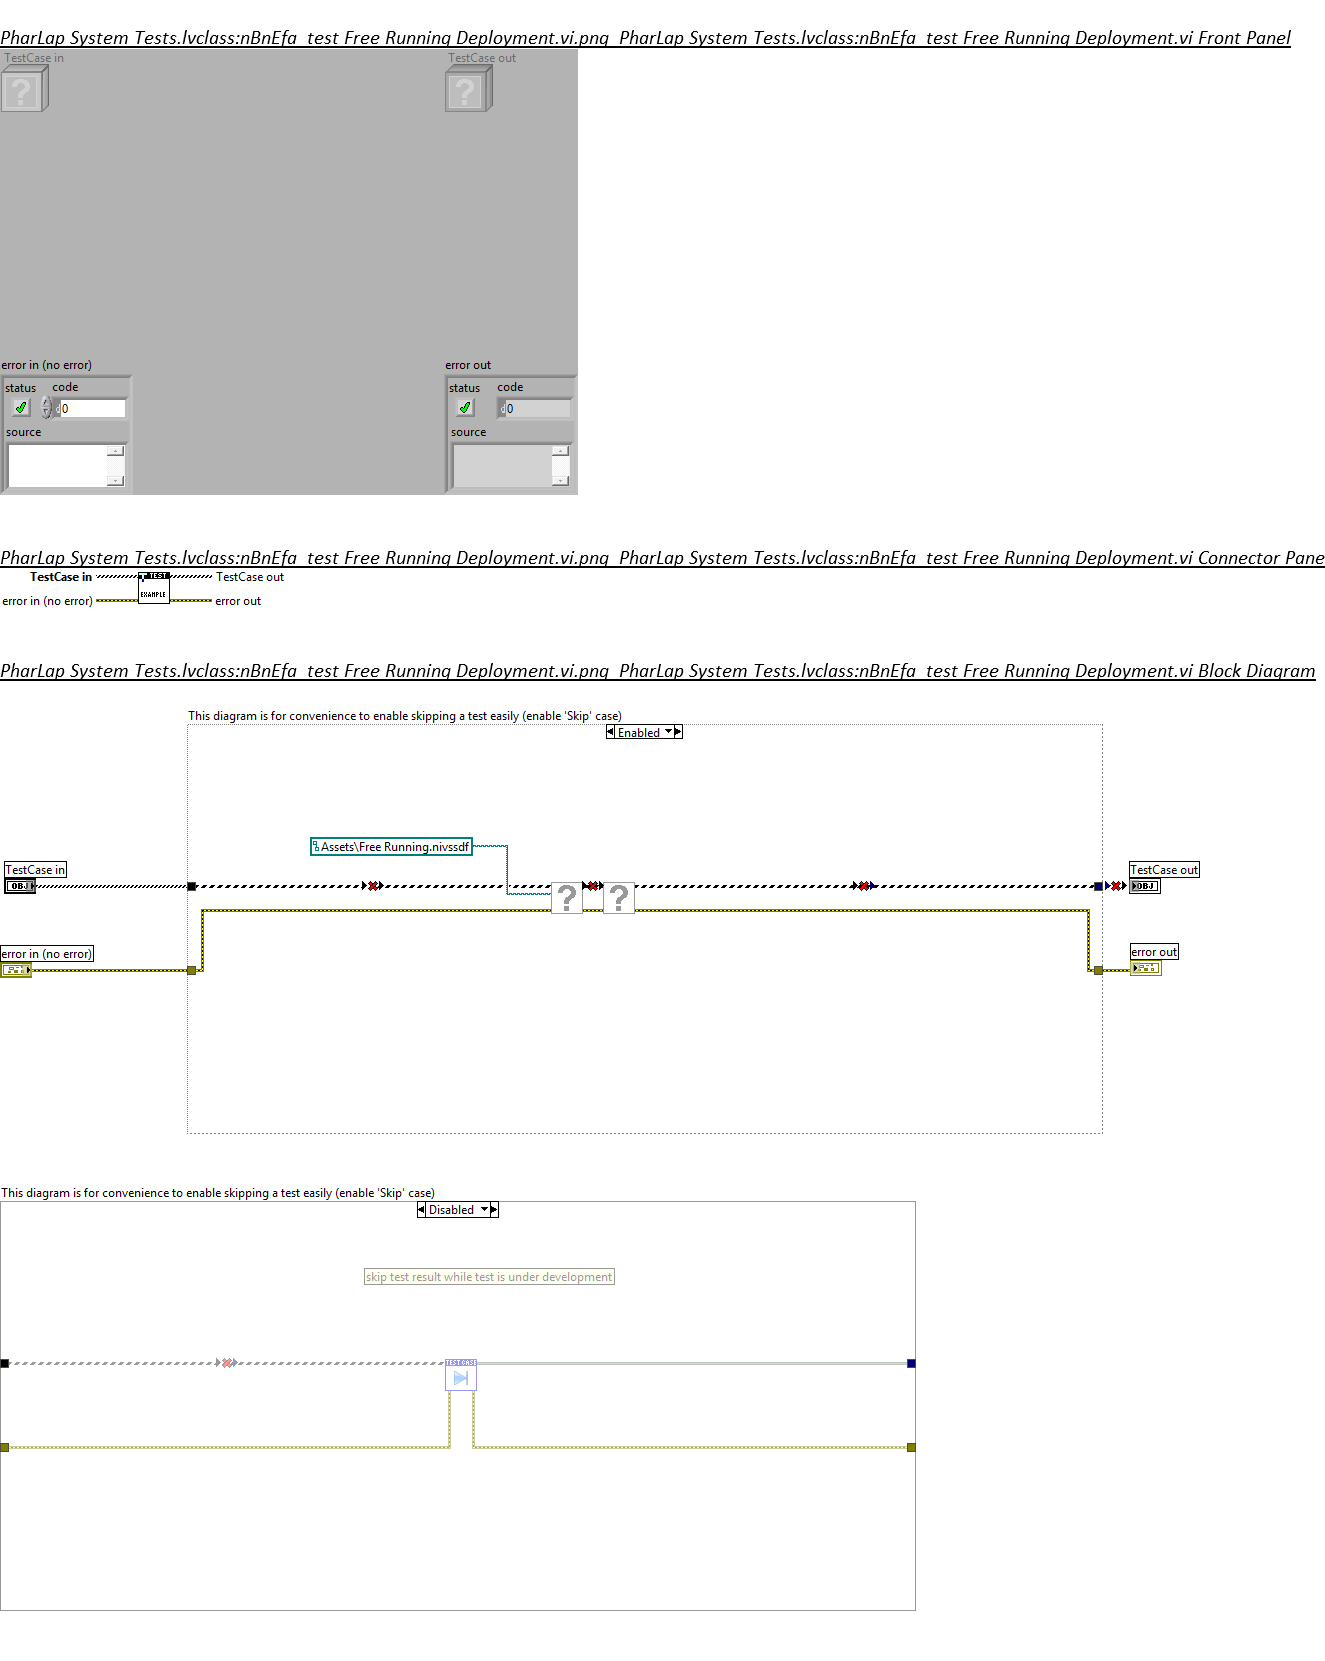 PharLap System Tests.lvclass:nBnEfa_test Free Running Deployment.vi.png_PharLap System Tests.lvclass:nBnEfa_test Free Running Deployment.vi Front Panel
TestCase in TestCase out
error in (no error) error out
status code status code
d 0 d 0
source source
PharLap System Tests.lvclass:nBnEfa_test Free Running Deployment.vi.png_PharLap System Tests.lvclass:nBnEfa_test Free Running Deployment.vi Connector Pane
TestCase in TEST TestCase out
error in (no error) EXAMPLE error out
PharLap System Tests.lvclass:nBnEfa_test Free Running Deployment.vi.png_PharLap System Tests.lvclass:nBnEfa_test Free Running Deployment.vi Block Diagram
This diagram is for convenience to enable skipping a test easily (enable 'Skip' case)
Enabled
Assets\Free Running.nivssdf
TestCase in TestCase out
OBJ OBJ
? ?
error in (no error) error out
This diagram is for convenience to enable skipping a test easily (enable 'Skip' case)
Disabled
skip test result while test is under development
TEST CASE